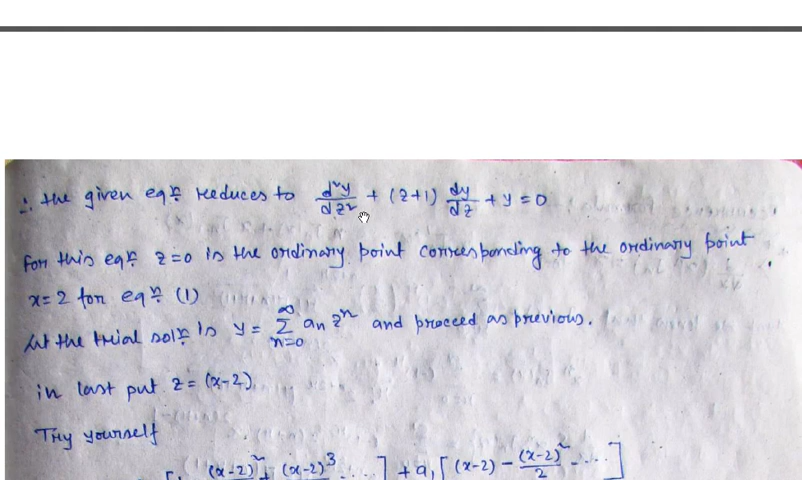 ∴ the given eqn. reduces to d²y/dz² + (z+1) dy/dz + y = 0
For this eqn. z=0 is the ordinary point corresponding to the ordinary point
x=2 for eqn. (1)
Let the trial soln. is y = ∑_{n=0}^{∞} aₙ zⁿ and proceed as previous.
in last put z = (x-2)
Try yourself
(x-2)² + (x-2)³ ....] + a₁ [(x-2) - (x-2)²/2 - ....]